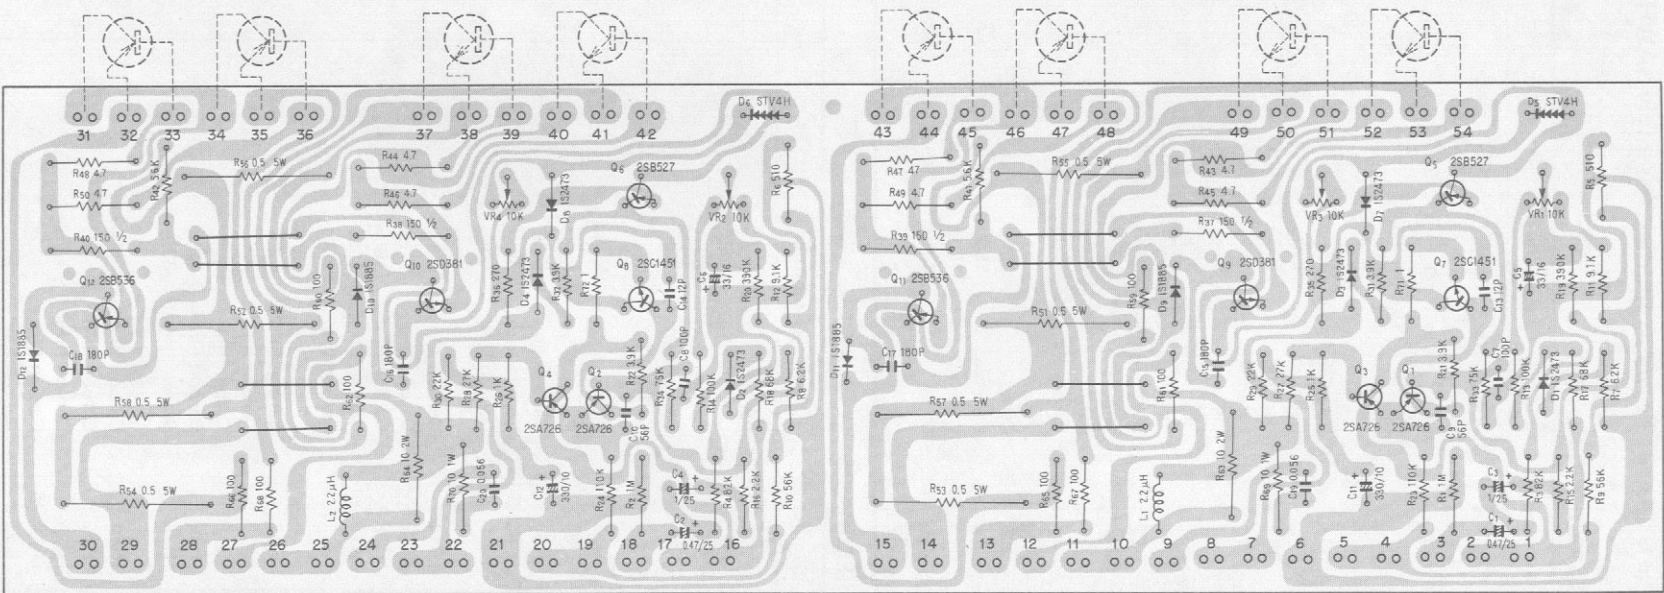 D6 STV4H
D5 STV4H
31 32 33 34 35 36 37 38 39 40 41 42
43 44 45 46 47 48 49 50 51 52 53 54
R48 4.7
R42 5.6K
R56 0.5 5W
R44 4.7
Q6 2SB527
R6 510
R50 4.7
R46 4.7
VR4 10K
D8 1S2473
VR2 10K
R40 150 1/2
R38 150 1/2
Q12 2SB536
R60 100
D10 1S1885
Q10 2SD381
R36 270
D4 1S2473
R32 3.9K
R112 1
Q8 2SC1451
C14 12P
C6 33/16
+
R20 390K
R12 9.1K
R52 0.5 5W
D12 1S1885
C18 180P
C16 180P
R62 100
R30 22K
R28 27K
R26 1K
Q4
2SA726
Q2
2SA726
R22 3.9K
C10 56P
R34 75K
C8 100P
R14 100K
D2 1S2473
R18 68K
R8 6.2K
R58 0.5 5W
R54 0.5 5W
R66 100
R68 100
L2 2.2μH
R64 10 2W
R70 10 1W
C23 0.056
C12 +
330/10
R24 110K
R2 1M
C4
+
1/25
C2 +
0.47/25
R4 82K
R16 2.2K
R10 56K
30 29 28 27 26 25 24 23 22 21 20 19 18 17 16
R47 47
R41 5.6K
R55 0.5 5W
R43 4.7
Q5 2SB527
R5 510
R49 4.7
R45 4.7
VR3 10K
D7 1S2473
VR1 10K
R39 150 1/2
R37 150 1/2
Q11 2SB536
R59 100
D9 1S1885
Q9 2SD381
R35 270
D3 1S2473
R31 3.9K
R71 1
Q7 2SC1451
C13 12P
C5 33/16
+
R19 390K
R11 9.1K
R51 0.5 5W
D11 1S1885
C17 180P
C15 180P
R61 100
R29 22K
R27 27K
R25 1K
Q3
2SA726
Q1
2SA726
R21 3.9K
C9 56P
R33 75K
C7 100P
R13 100K
D1 1S2473
R17 68K
R7 6.2K
R57 0.5 5W
R53 0.5 5W
R65 100
R67 100
L1 2.2μH
R63 10 2W
R69 10 1W
C19 0.056
C11 +
330/10
R23 110K
R1 1M
C3
+
1/25
C1 +
0.47/25
R3 82K
R15 2.2K
R9 56K
15 14 13 12 11 10 9 8 7 6 5 4 3 2 1